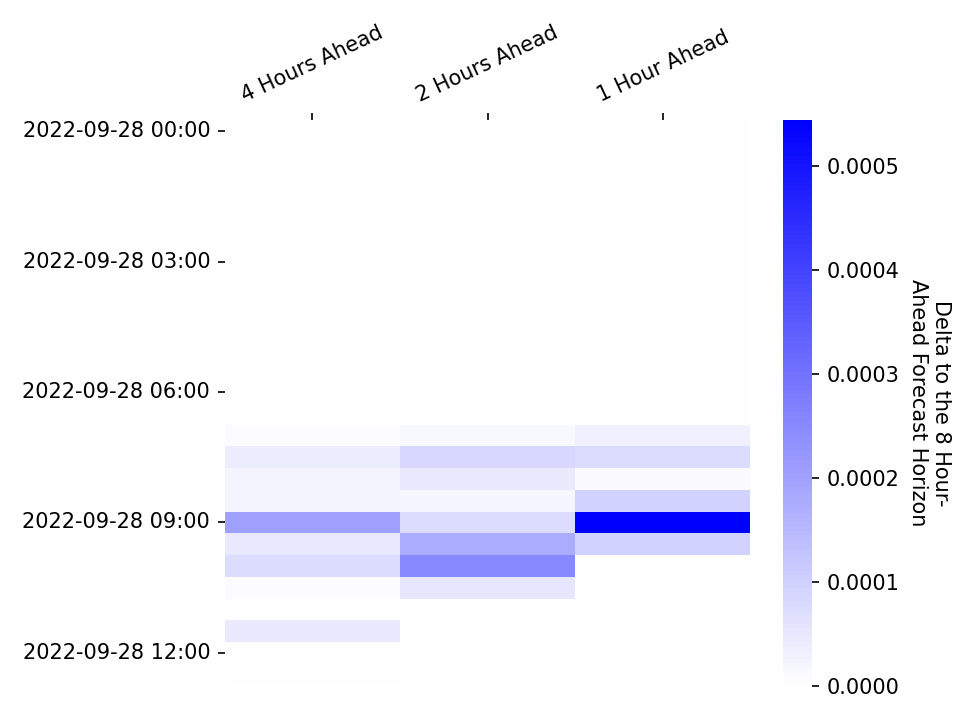 4 Hours Ahead
2 Hours Ahead
1 Hour Ahead
2022-09-28 00:00
2022-09-28 03:00
2022-09-28 06:00
2022-09-28 09:00
2022-09-28 12:00
0.0005
0.0004
0.0003
0.0002
0.0001
0.0000
Delta to the 8 Hour-
Ahead Forecast Horizon